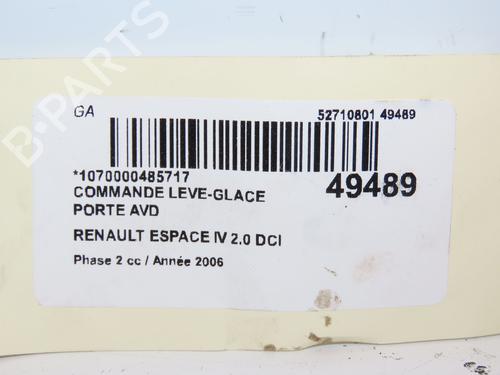 GA
52710801 49489
*1070000485717
49489
COMMANDE LEVE-GLACE
PORTE AVD
RENAULT ESPACE IV 2.0 DCI
Phase 2 cc / Année 2006
B-PARTS